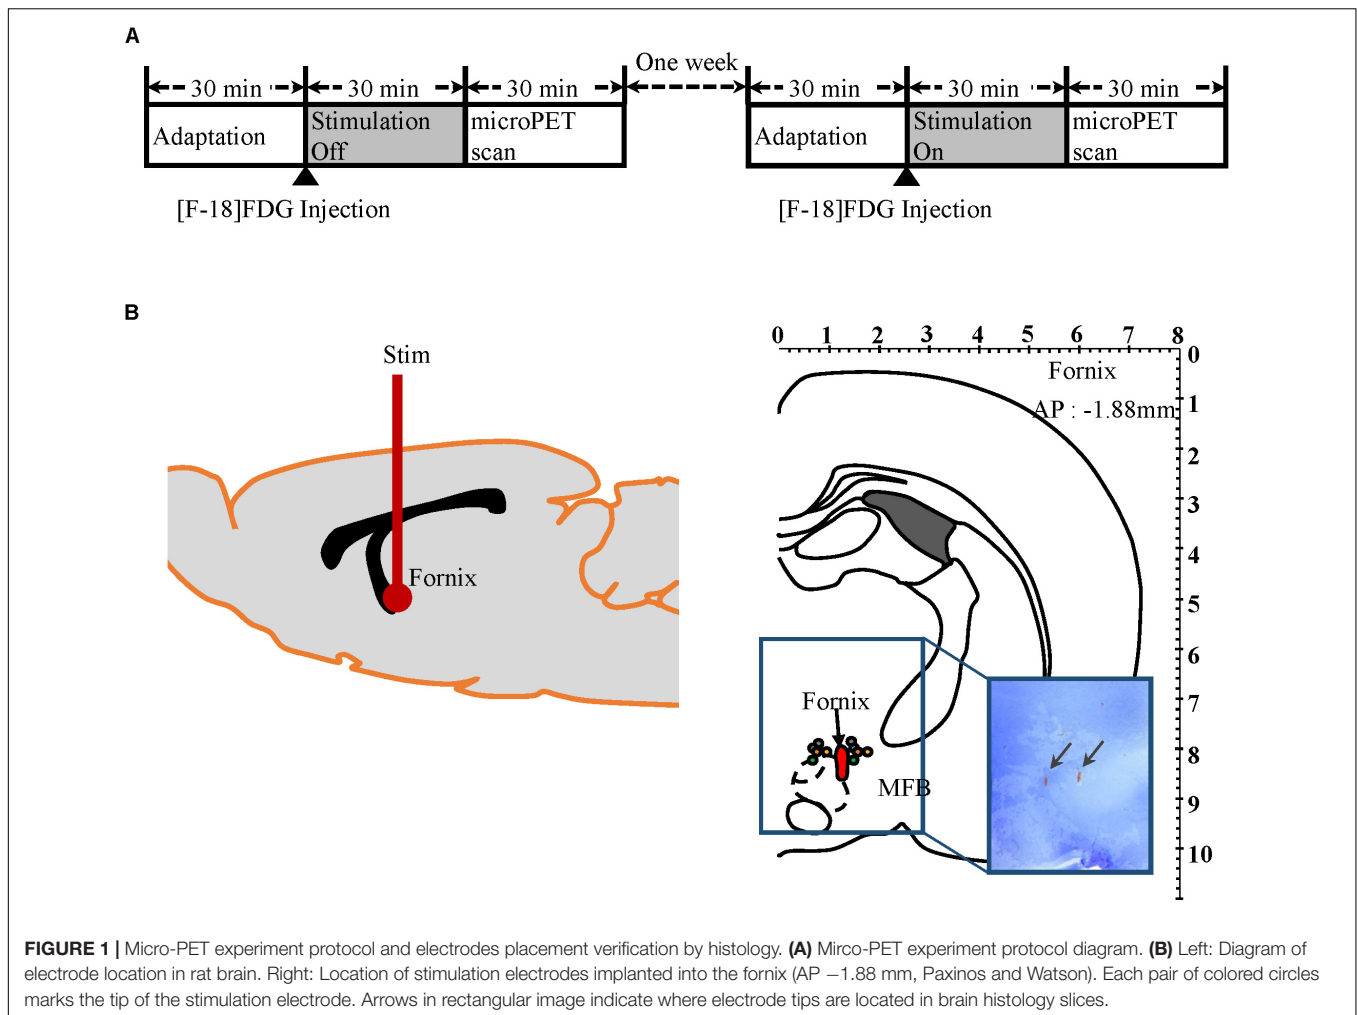 A
One week
30 min 30 min 30 min 30 min 30 min 30 min
Adaptation
Stimulation
Off
microPET
scan
Adaptation
Stimulation
On
microPET
scan
[F-18]FDG Injection
[F-18]FDG Injection
B
Stim
Fornix
0 1 2 3 4 5 6 7 8
0
Fornix
AP : -1.88mm
1
2
3
4
5
6
7
8
9
10
Fornix
MFB
FIGURE 1 | Micro-PET experiment protocol and electrodes placement verification by histology. (A) Mirco-PET experiment protocol diagram. (B) Left: Diagram of
electrode location in rat brain. Right: Location of stimulation electrodes implanted into the fornix (AP −1.88 mm, Paxinos and Watson). Each pair of colored circles
marks the tip of the stimulation electrode. Arrows in rectangular image indicate where electrode tips are located in brain histology slices.